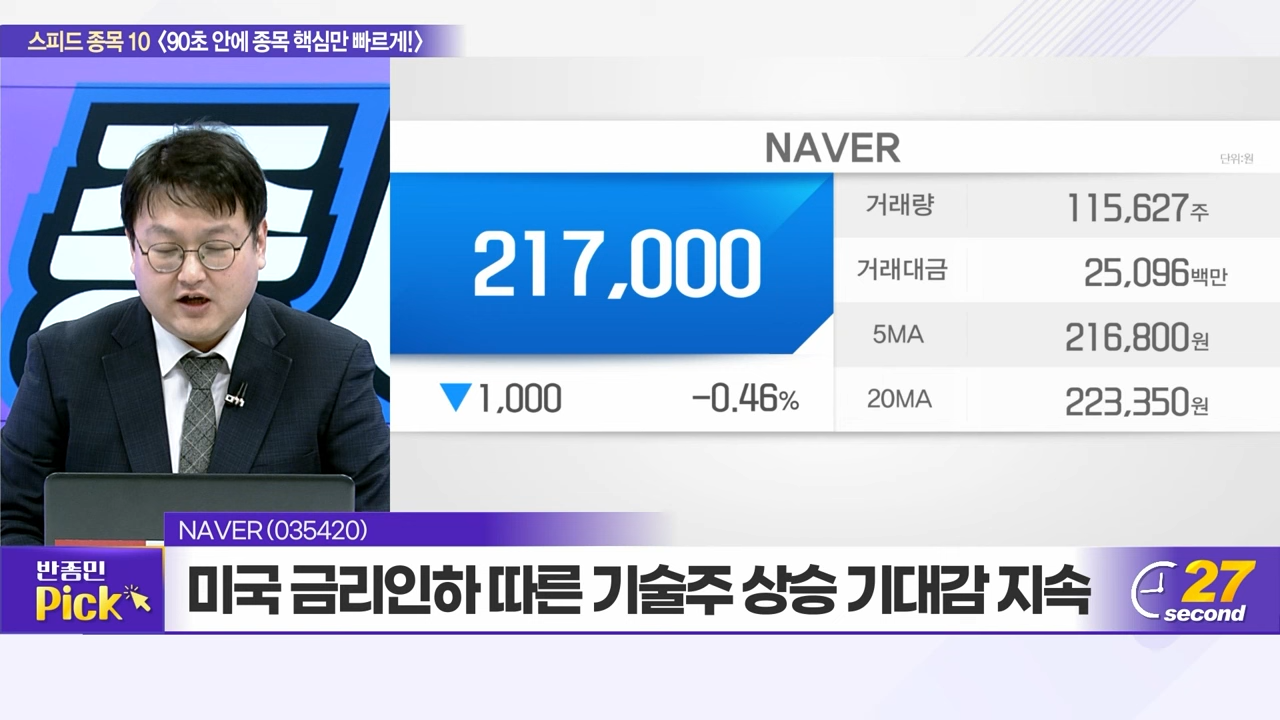 스피드 종목 10 〈90초 안에 종목 핵심만 빠르게!〉
NAVER
단위:원
217,000
▼1,000 -0.46%
거래량 115,627주
거래대금 25,096백만
5MA 216,800원
20MA 223,350원
NAVER(035420)
반종민
Pick
미국 금리인하 따른 기술주 상승 기대감 지속
27
second